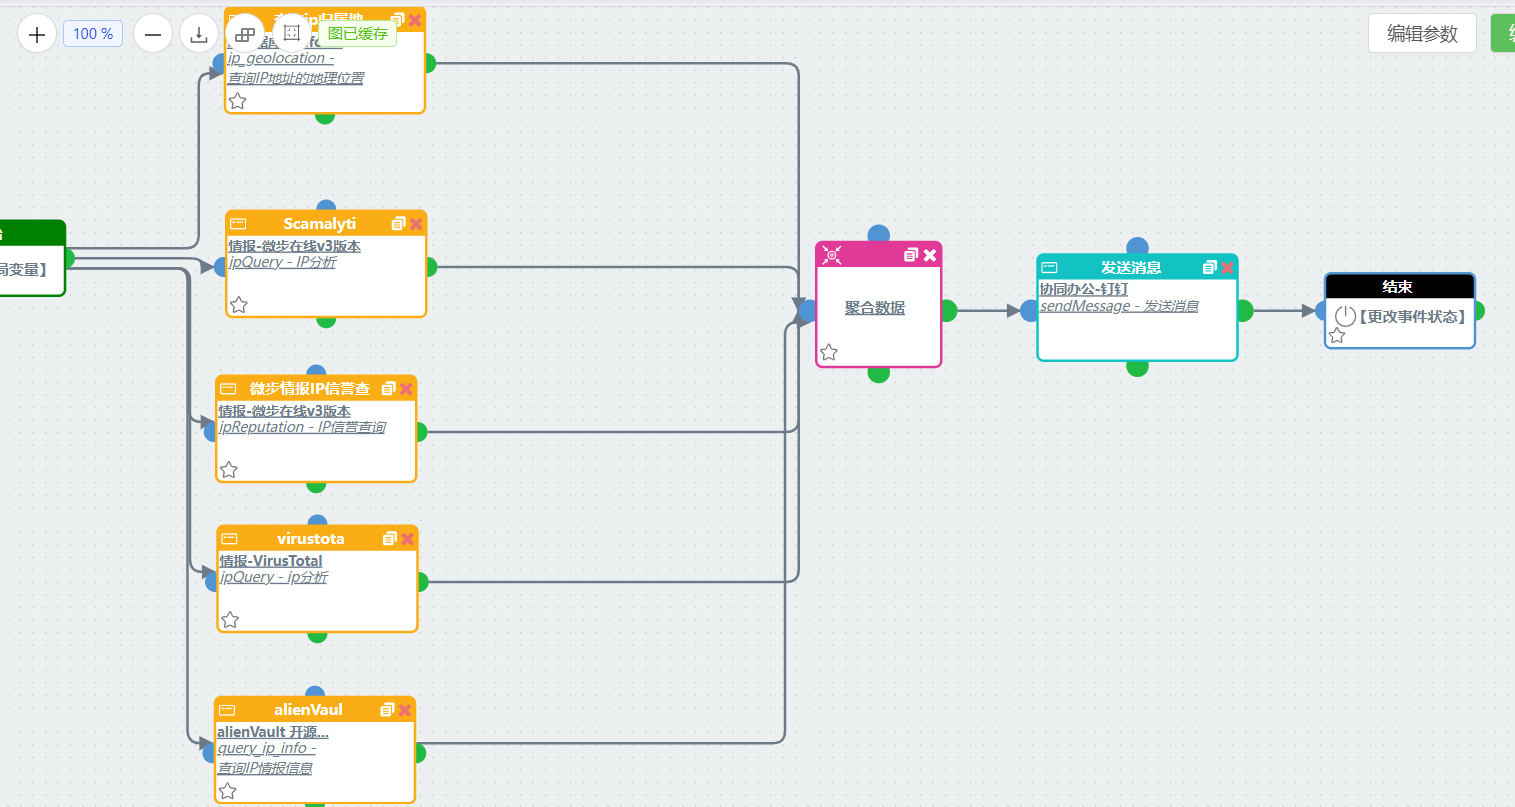 100 %
图已缓存
编辑参数
ip_geolocation -
查询IP地址的地理位置
局变量】
Scamalyti
情报-微步在线v3版本
ipQuery - IP分析
微步情报IP信誉查
情报-微步在线v3版本
ipReputation - IP信誉查询
virustota
情报-VirusTotal
ipQuery - ip分析
alienVaul
alienVault 开源...
query_ip_info -
查询IP情报信息
聚合数据
发送消息
协同办公-钉钉
sendMessage - 发送消息
结束
【更改事件状态】